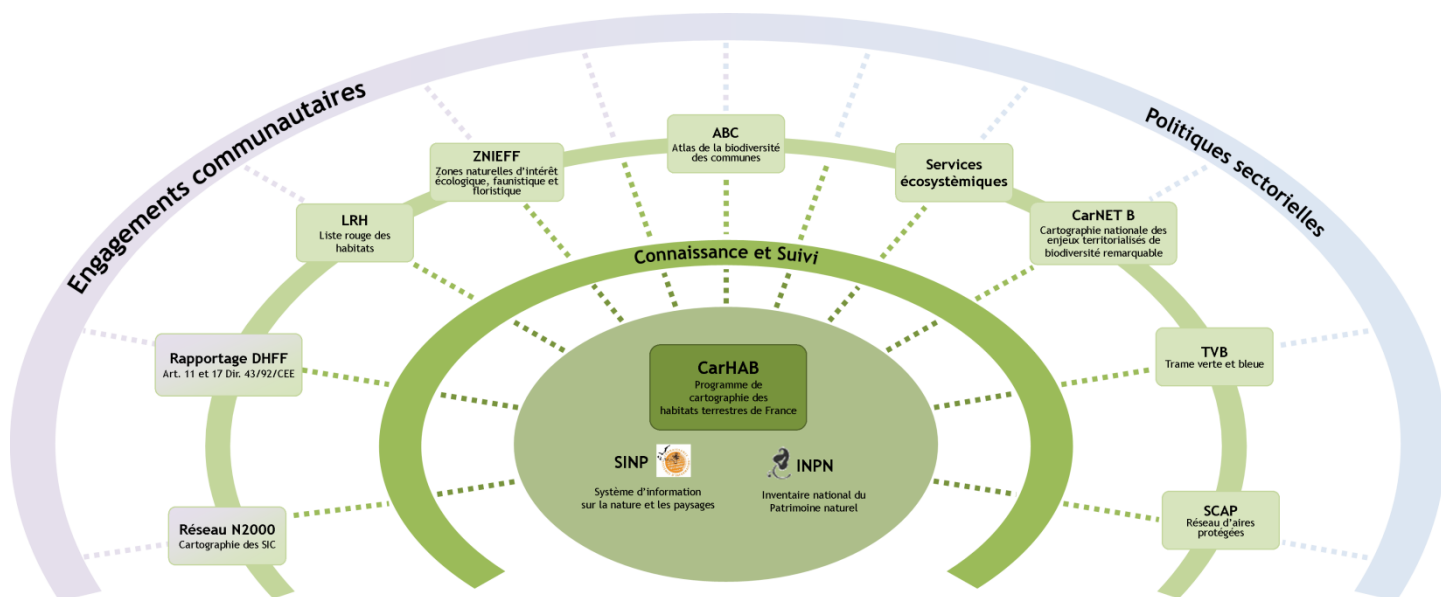 Engagements communautaires
Politiques sectorielles
ABC
Atlas de la biodiversité
des communes
ZNIEFF
Zones naturelles d'intérêt
écologique, faunistique et
floristique
Services
écosystèmiques
LRH
Liste rouge des
habitats
CarNET B
Cartographie nationale des
enjeux territorialisés de
biodiversité remarquable
Connaissance et Suivi
Rapportage DHFF
Art. 11 et 17 Dir. 43/92/CEE
TVB
Trame verte et bleue
CarHAB
Programme de
cartographie des
habitats terrestres de France
SINP
Système d'information
sur la nature et les paysages
INPN
Inventaire national du
Patrimoine naturel
Réseau N2000
Cartographie des SIC
SCAP
Réseau d'aires
protégées